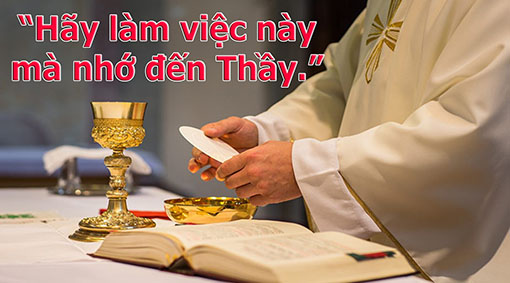 “Hãy làm việc này
mà nhớ đến Thầy.”